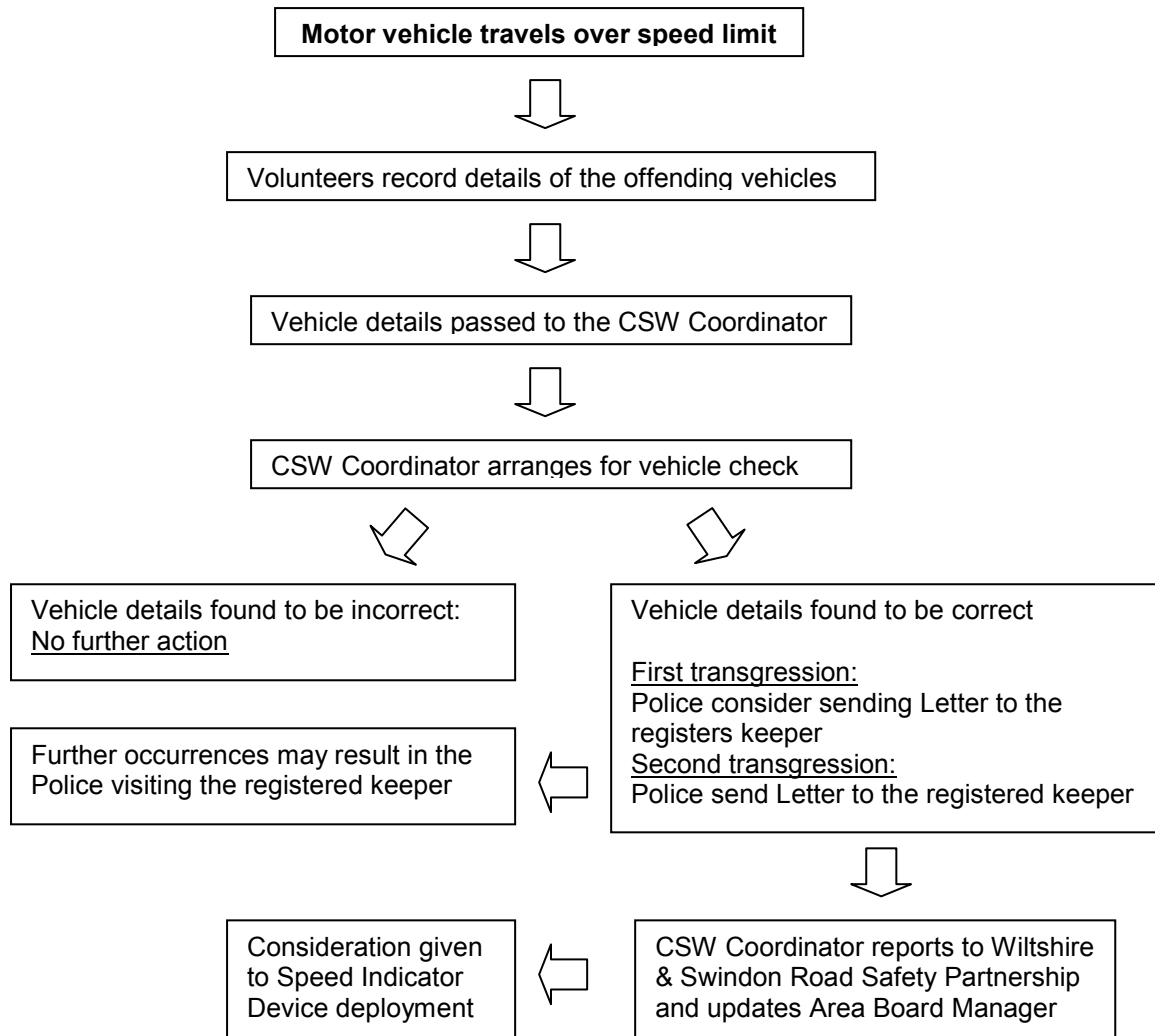 Motor vehicle travels over speed limit
Volunteers record details of the offending vehicles
Vehicle details passed to the CSW Coordinator
CSW Coordinator arranges for vehicle check
Vehicle details found to be incorrect:
No further action
Vehicle details found to be correct
First transgression:
Police consider sending Letter to the
registers keeper
Second transgression:
Police send Letter to the registered keeper
Further occurrences may result in the
Police visiting the registered keeper
CSW Coordinator reports to Wiltshire
& Swindon Road Safety Partnership
and updates Area Board Manager
Consideration given
to Speed Indicator
Device deployment